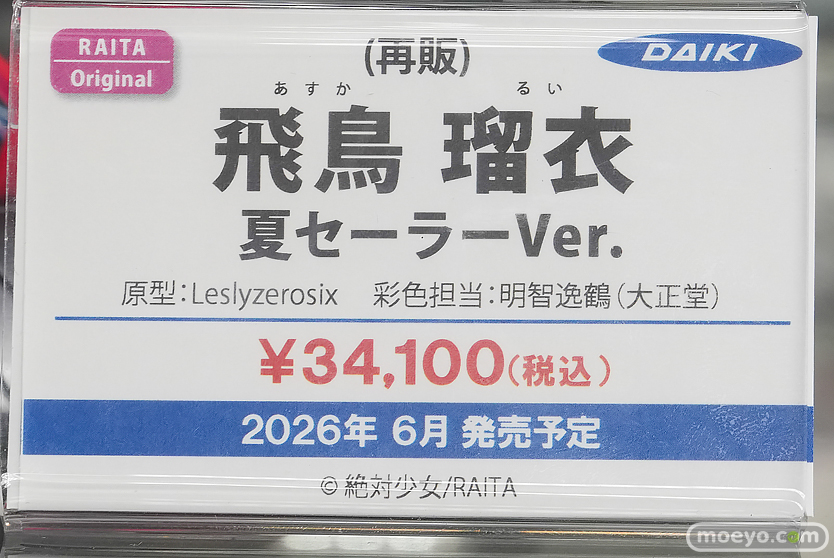 RAITA
Original
(再販)
DAIKI
あすか るい
飛鳥 瑠衣
夏セーラーVer.
原型：Leslyzerosix 彩色担当：明智逸鶴（大正堂）
¥34,100(税込)
2026年 6月 発売予定
© 絶対少女/RAITA
moeyo.com